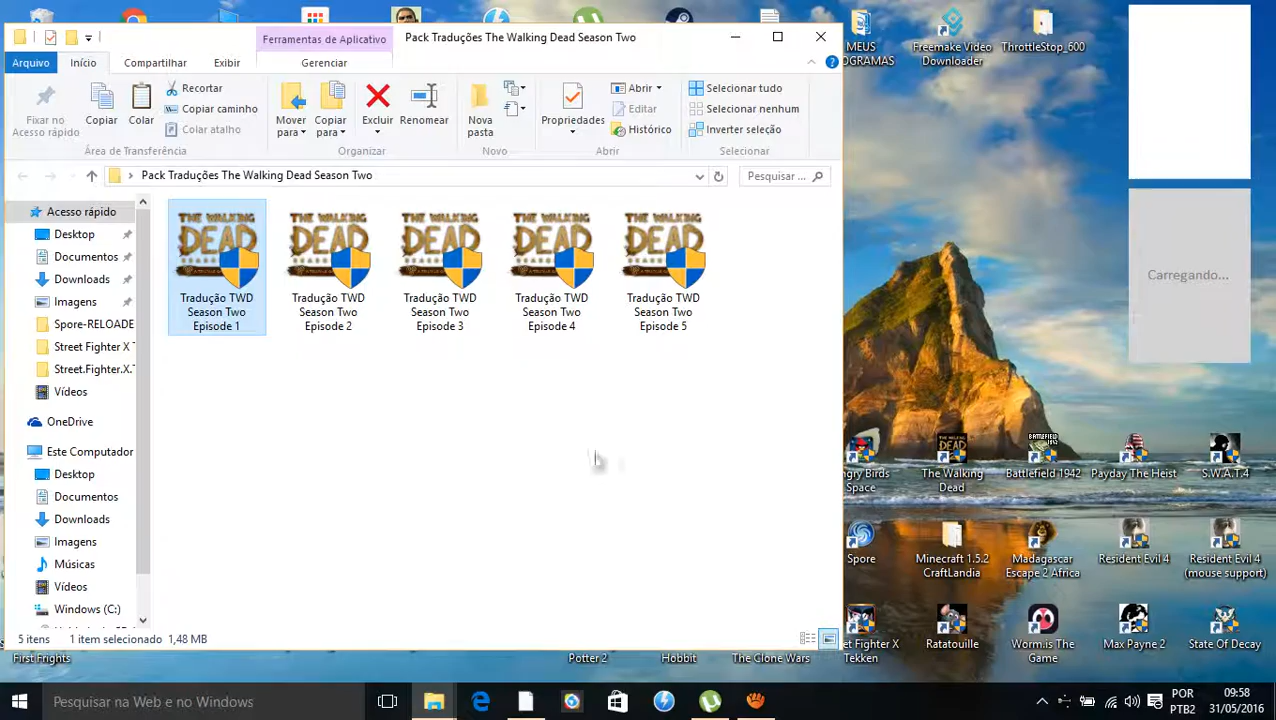 Ferramentas de Aplicativo
Pack Traduções The Walking Dead Season Two
Arquivo
Início
Compartilhar
Exibir
Gerenciar
Fixar no
Acesso rápido
Copiar
Colar
Recortar
Copiar caminho
Colar atalho
Mover
para
Copiar
para
Excluir
Renomear
Nova
pasta
Propriedades
Abrir
Editar
Histórico
Selecionar tudo
Selecionar nenhum
Inverter seleção
Área de Transferência
Organizar
Novo
Abrir
Selecionar
Pack Traduções The Walking Dead Season Two
Pesquisar ...
Acesso rápido
Desktop
Documentos
Downloads
Imagens
Spore-RELOADE
Street Fighter X T
Street.Fighter.X.T
Vídeos
OneDrive
Este Computador
Desktop
Documentos
Downloads
Imagens
Músicas
Vídeos
Windows (C:)
THE WALKING
DEAD
Tradução TWD
Season Two
Episode 1
THE WALKING
DEAD
Tradução TWD
Season Two
Episode 2
THE WALKING
DEAD
Tradução TWD
Season Two
Episode 3
THE WALKING
DEAD
Tradução TWD
Season Two
Episode 4
THE WALKING
DEAD
Tradução TWD
Season Two
Episode 5
5 itens
1 item selecionado 1,48 MB
MEUS
OGRAMAS
Freemake Video
Downloader
ThrottleStop_600
Carregando...
ngry Birds
Space
The Walking
Dead
Battlefield 1942
Payday The Heist
S.W.A.T.4
Spore
Minecraft 1.5.2
CraftLandia
Madagascar
Escape 2 Africa
Resident Evil 4
Resident Evil 4
(mouse support)
et Fighter X
Tekken
Ratatouille
Worm.is The
Game
Max Payne 2
State Of Decay
First Frights
Potter 2
Hobbit
The Clone Wars
Pesquisar na Web e no Windows
POR
PTB2
09:58
31/05/2016